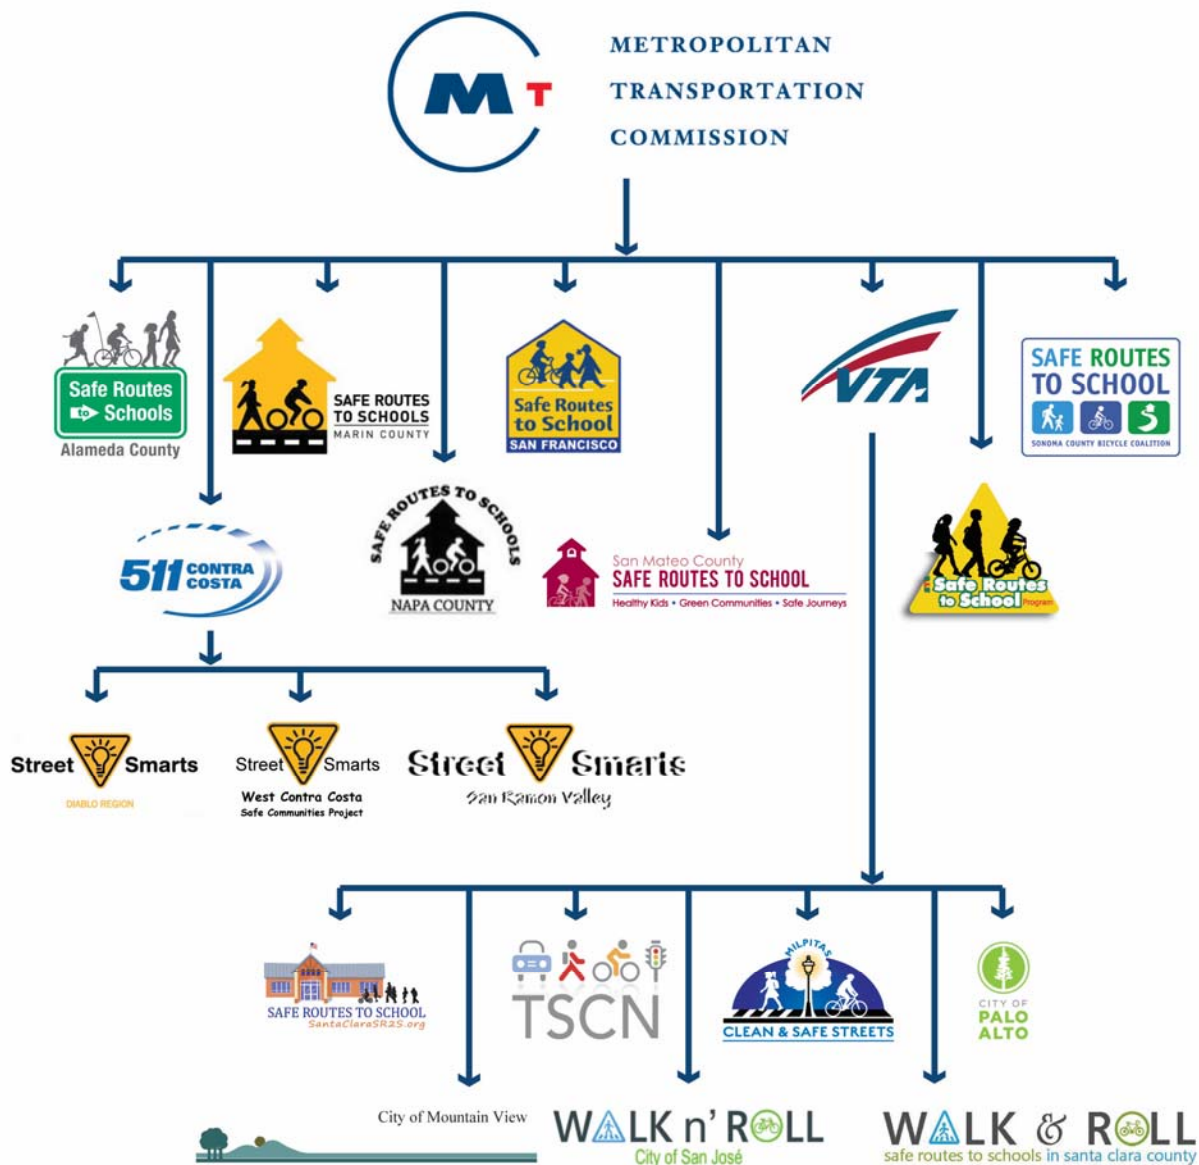 M T
METROPOLITAN
TRANSPORTATION
COMMISSION
Safe Routes
to Schools
Alameda County
SAFE ROUTES
TO SCHOOLS
MARIN COUNTY
Safe Routes
to School
SAN FRANCISCO
VTA
SAFE ROUTES
TO SCHOOL
SONOMA COUNTY BICYCLE COALITION
511 CONTRA
COSTA
SAFE ROUTES TO SCHOOLS
NAPA COUNTY
San Mateo County
SAFE ROUTES TO SCHOOL
Healthy Kids • Green Communities • Safe Journeys
Safe Routes
to School Program
Street Smarts
DIABLO REGION
Street Smarts
West Contra Costa
Safe Communities Project
Street Smarts
San Ramon Valley
SAFE ROUTES TO SCHOOL
SantaClaraSR2S.org
TSCN
MILPITAS
CLEAN & SAFE STREETS
CITY OF
PALO
ALTO
City of Mountain View
WALK n' ROLL
City of San José
WALK & ROLL
safe routes to schools in santa clara county